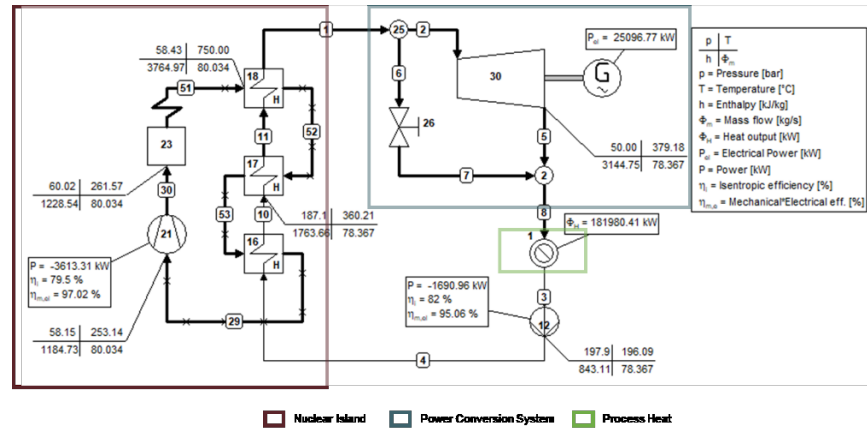 1
25
2
P_el = 25096.77 kW
p T
h Φ_m
p = Pressure [bar]
T = Temperature [°C]
h = Enthalpy [kJ/kg]
Φ_m = Mass flow [kg/s]
Φ_H = Heat output [kW]
P_el = Electrical Power [kW]
P = Power [kW]
η_i = Isentropic efficiency [%]
η_m,e = Mechanical*Electrical eff. [%]
58.43 750.00
3764.97 80.034
18
H
51
6
30
G
26
52
11
23
5
50.00 379.18
3144.75 78.367
17
H
7
2
60.02 261.57
1228.54 80.034
30
53
10
187.1 360.21
1763.66 78.367
8
1
Φ_H = 181980.41 kW
21
16
H
P = -3613.31 kW
η_i = 79.5 %
η_m,el = 97.02 %
P = -1690.96 kW
η_i = 82 %
η_m,el = 95.06 %
3
12
29
58.15 253.14
1184.73 80.034
4
197.9 196.09
843.11 78.367
Nuclear Island
Power Conversion System
Process Heat